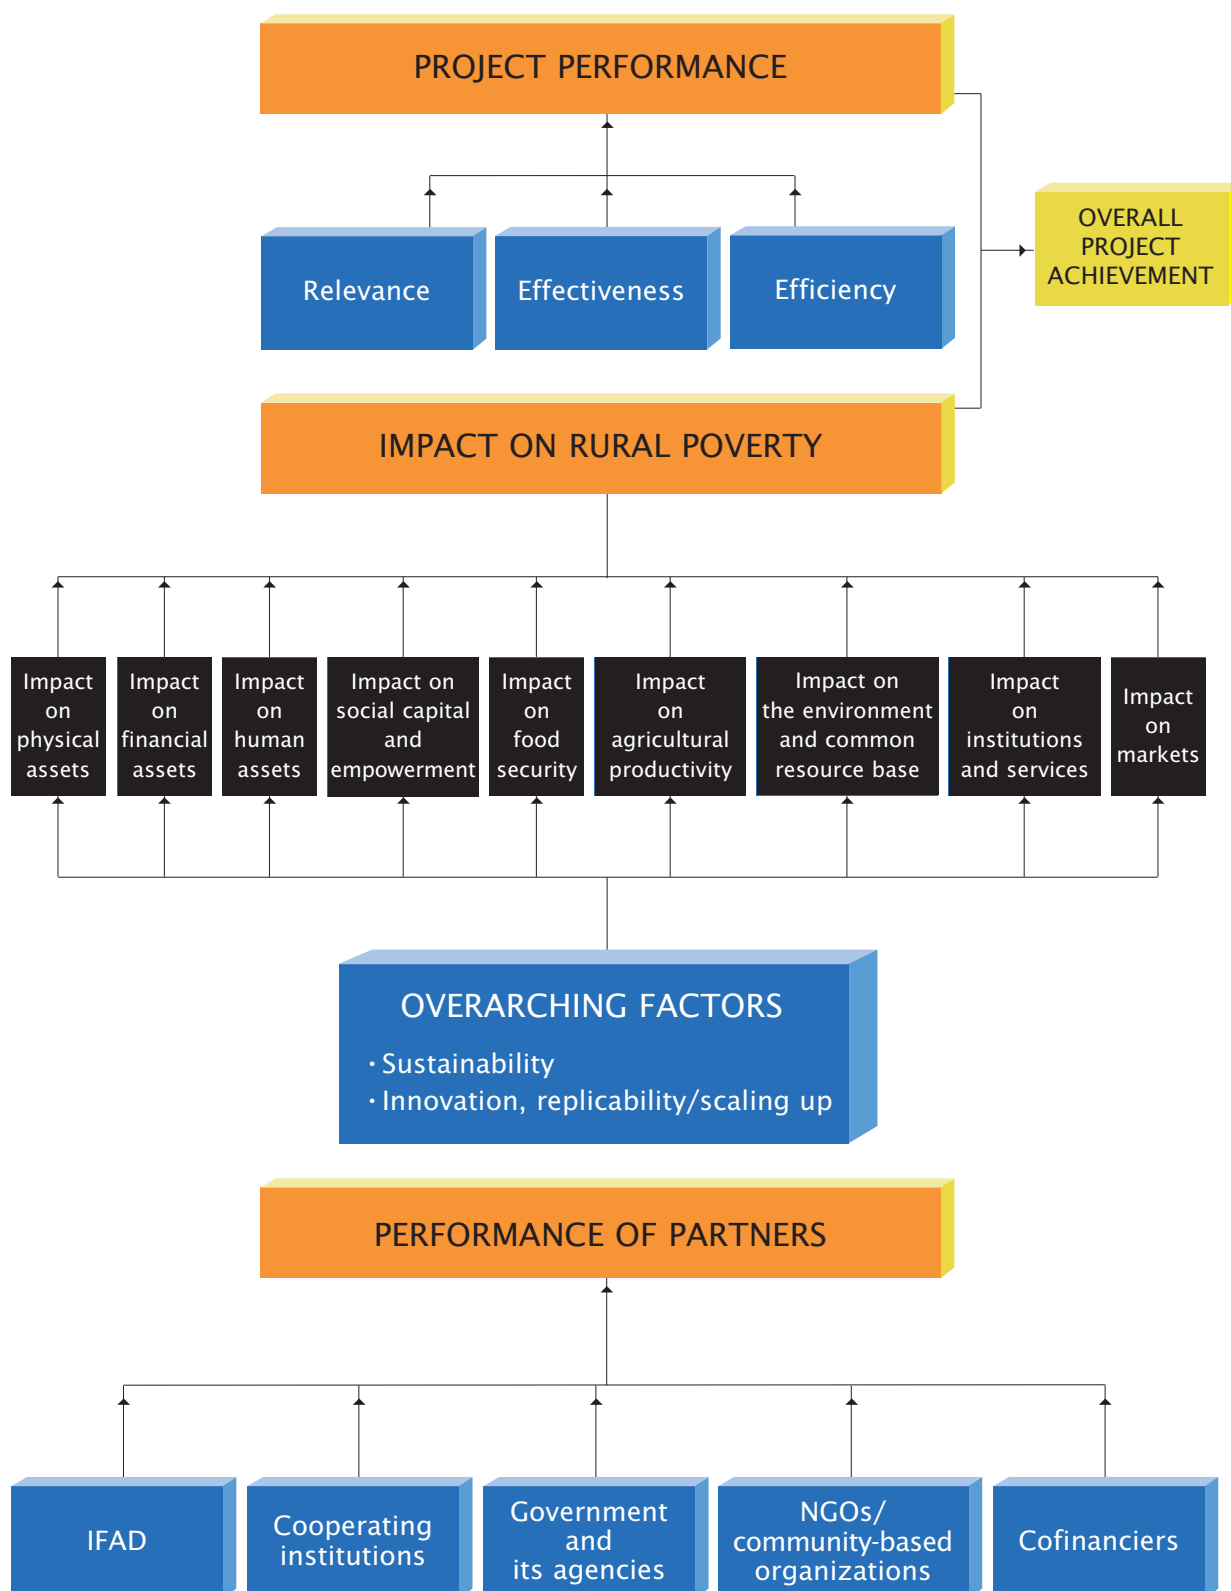 PROJECT PERFORMANCE
OVERALL
PROJECT
ACHIEVEMENT
Relevance
Effectiveness
Efficiency
IMPACT ON RURAL POVERTY
Impact
on
physical
assets
Impact
on
financial
assets
Impact
on
human
assets
Impact on
social capital
and
empowerment
Impact
on
food
security
Impact
on
agricultural
productivity
Impact on
the environment
and common
resource base
Impact
on
institutions
and services
Impact
on
markets
OVERARCHING FACTORS
· Sustainability
· Innovation, replicability/scaling up
PERFORMANCE OF PARTNERS
IFAD
Cooperating
institutions
Government
and
its agencies
NGOs/
community-based
organizations
Cofinanciers